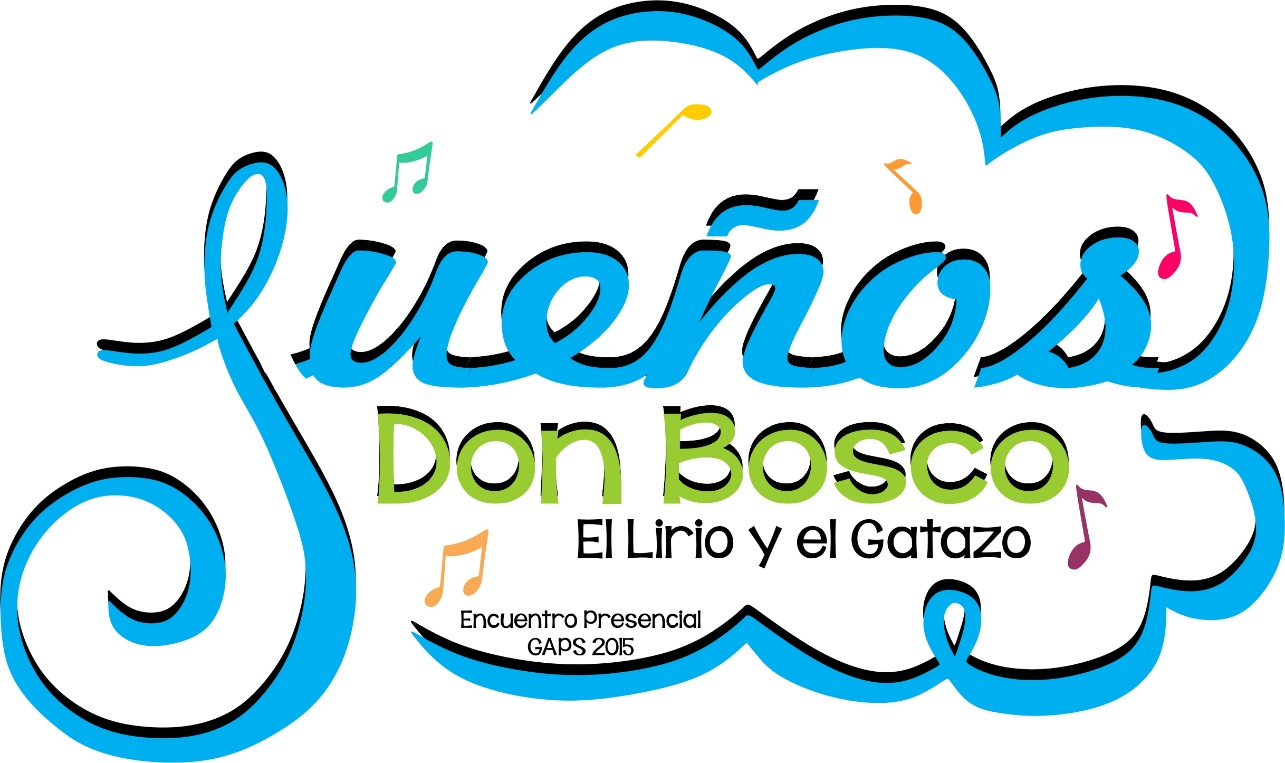 Sueños
Don Bosco
El Lirio y el Gatazo
Encuentro Presencial
GAPS 2015